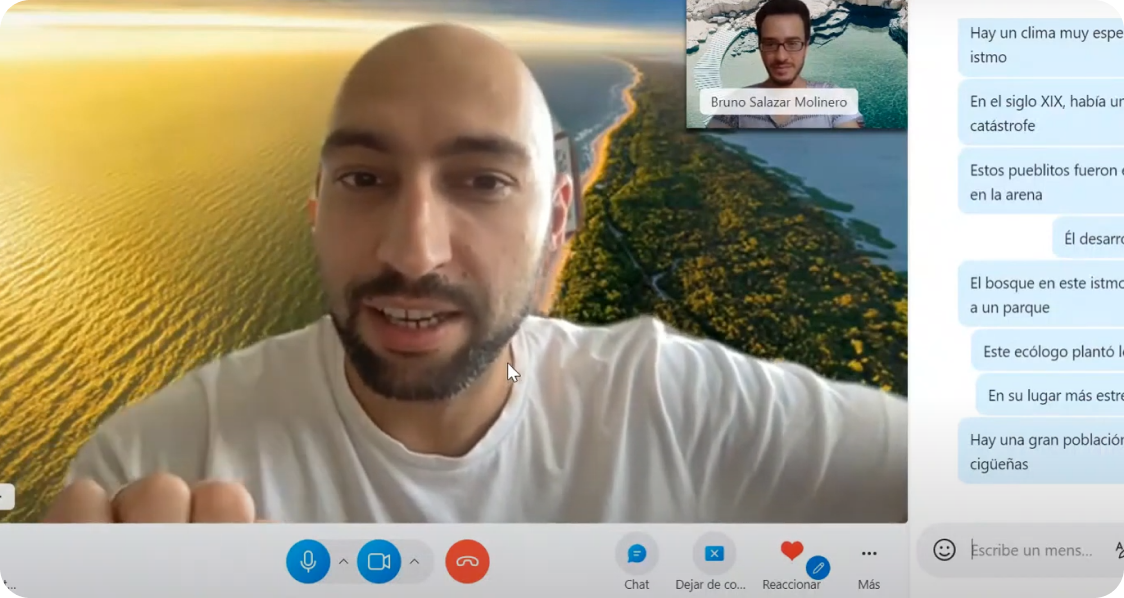 Bruno Salazar Molinero
Hay un clima muy espe
istmo
En el siglo XIX, había un
catástrofe
Estos pueblitos fueron
en la arena
Él desarro
El bosque en este istmo
a un parque
Este ecólogo plantó
En su lugar más estre
Hay una gran población
cigüeñas
Chat
Dejar de co...
Reaccionar
Más
Escribe un mens...